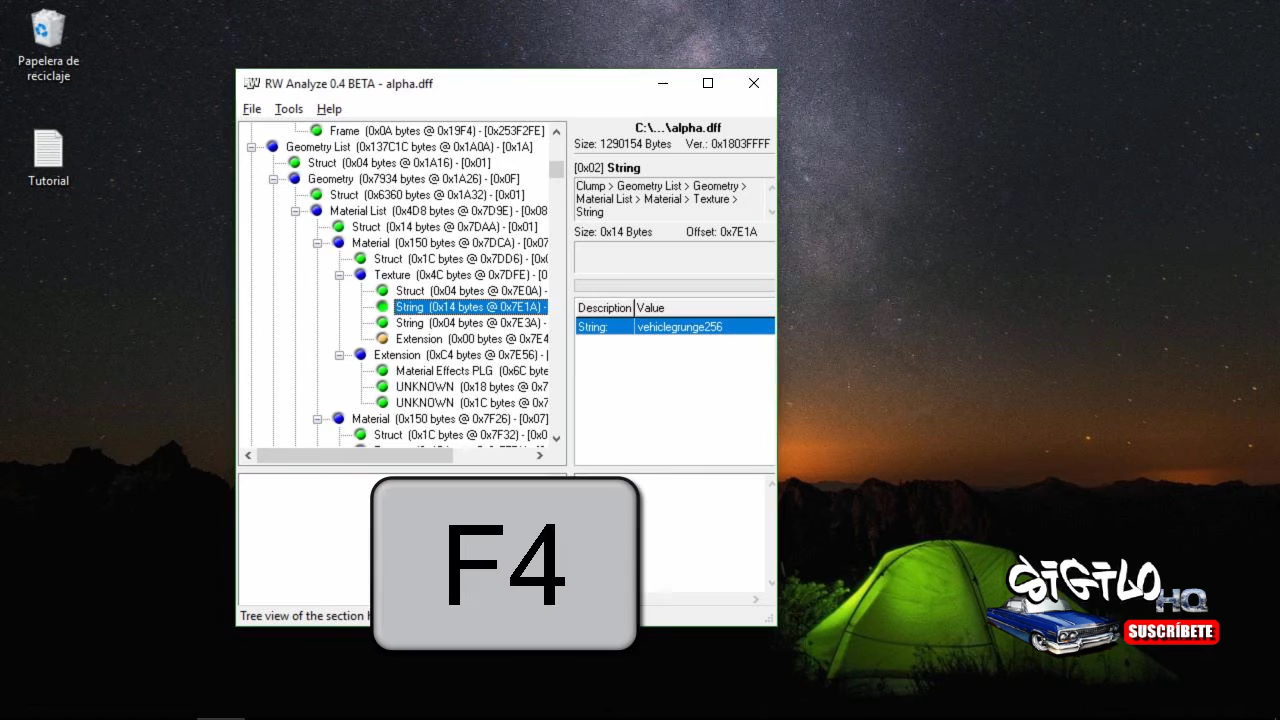 Papelera de
reciclaje
Tutorial
RW Analyze 0.4 BETA - alpha.dff
File Tools Help
Frame (0x0A bytes @ 0x19F4) - [0x253F2FE]
Geometry List (0x137C1C bytes @ 0x1A0A) - [0x1A]
Struct (0x04 bytes @ 0x1A16) - [0x01]
Geometry (0x7934 bytes @ 0x1A26) - [0x0F]
Struct (0x6360 bytes @ 0x1A32) - [0x01]
Material List (0x4D8 bytes @ 0x7D9E) - [0x08
Struct (0x14 bytes @ 0x7DAA) - [0x01]
Material (0x150 bytes @ 0x7DCA) - [0x07
Struct (0x1C bytes @ 0x7DD6) - [0x0
Texture (0x4C bytes @ 0x7DFE) - [0
Struct (0x04 bytes @ 0x7E0A) -
String (0x14 bytes @ 0x7E1A) -
String (0x04 bytes @ 0x7E3A) -
Extension (0x00 bytes @ 0x7E4
Extension (0xC4 bytes @ 0x7E56) - [
Material Effects PLG (0x6C byte
UNKNOWN (0x18 bytes @ 0x7
UNKNOWN (0x1C bytes @ 0x7
Material (0x150 bytes @ 0x7F26) - [0x07]
Struct (0x1C bytes @ 0x7F32) - [0x0
C:\...\alpha.dff
Size: 1290154 Bytes Ver.: 0x1803FFFF
[0x02] String
Clump > Geometry List > Geometry >
Material List > Material > Texture >
String
Size: 0x14 Bytes Offset: 0x7E1A
Description Value
String: vehiclegrunge256
Tree view of the section h
F4
SIGILO
HQ
SUSCRÍBETE